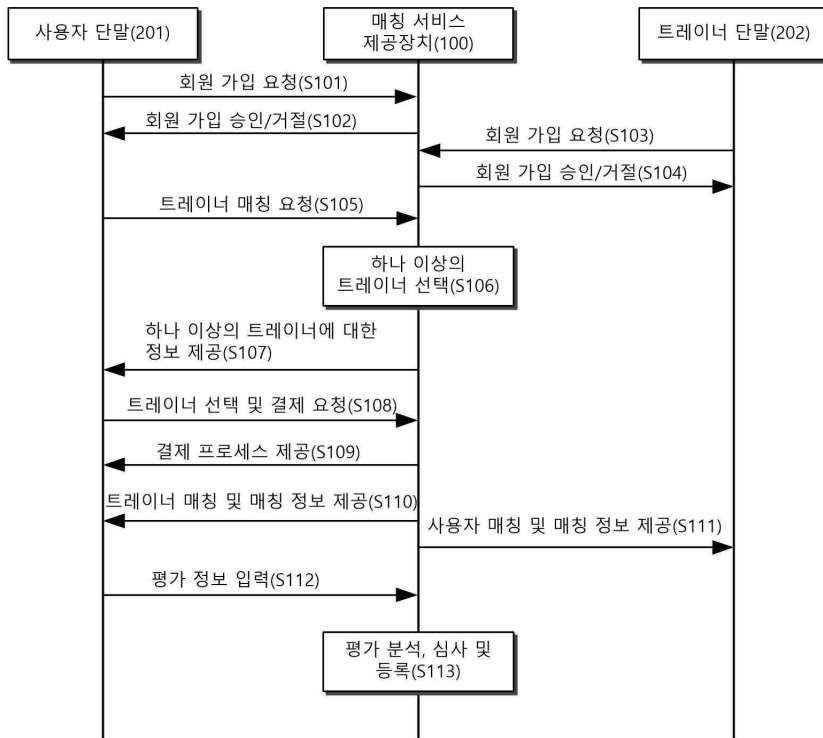 사용자 단말(201)
매칭 서비스
제공장치(100)
트레이너 단말(202)
회원 가입 요청(S101)
회원 가입 승인/거절(S102)
회원 가입 요청(S103)
회원 가입 승인/거절(S104)
트레이너 매칭 요청(S105)
하나 이상의
트레이너 선택(S106)
하나 이상의 트레이너에 대한
정보 제공(S107)
트레이너 선택 및 결제 요청(S108)
결제 프로세스 제공(S109)
트레이너 매칭 및 매칭 정보 제공(S110)
사용자 매칭 및 매칭 정보 제공(S111)
평가 정보 입력(S112)
평가 분석, 심사 및
등록(S113)